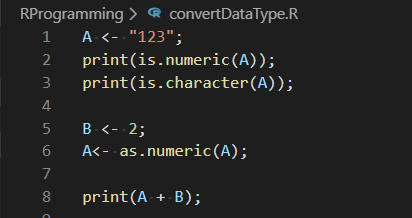 RProgramming > convertDataType.R
1 A <- "123";
2 print(is.numeric(A));
3 print(is.character(A));
4
5 B <- 2;
6 A<- as.numeric(A);
7
8 print(A + B);